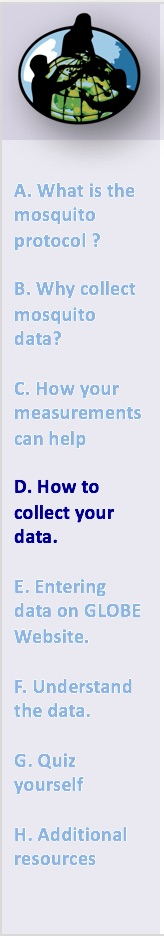 A. What is the
mosquito
protocol ?
B. Why collect
mosquito
data?
C. How your
measurements
can help
D. How to
collect your
data.
E. Entering
data on GLOBE
Website.
F. Understand
the data.
G. Quiz
yourself
H. Additional
resources